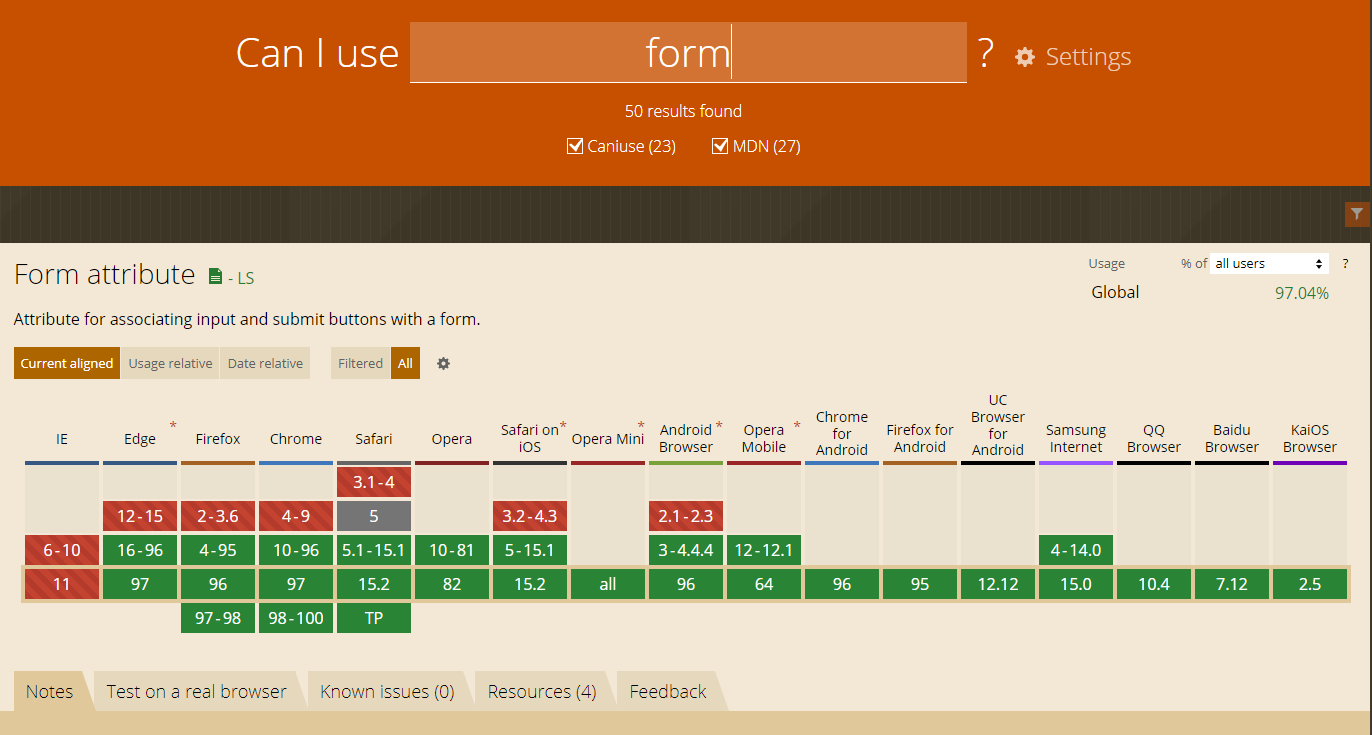 Can I use form ? Settings
50 results found
Caniuse (23) MDN (27)
Form attribute - LS
Usage % of all users ?
Global 97.04%
Attribute for associating input and submit buttons with a form.
Current aligned Usage relative Date relative Filtered All
IE Edge * Firefox Chrome Safari Opera Safari on iOS * Opera Mini * Android Browser * Opera Mobile * Chrome for Android Firefox for Android UC Browser for Android Samsung Internet QQ Browser Baidu Browser KaiOS Browser
3.1-4
12-15 2-3.6 4-9 5 3.2-4.3 2.1-2.3
6-10 16-96 4-95 10-96 5.1-15.1 10-81 5-15.1 3-4.4.4 12-12.1 4-14.0
11 97 96 97 15.2 82 15.2 all 96 64 96 95 12.12 15.0 10.4 7.12 2.5
97-98 98-100 TP
Notes Test on a real browser Known issues (0) Resources (4) Feedback